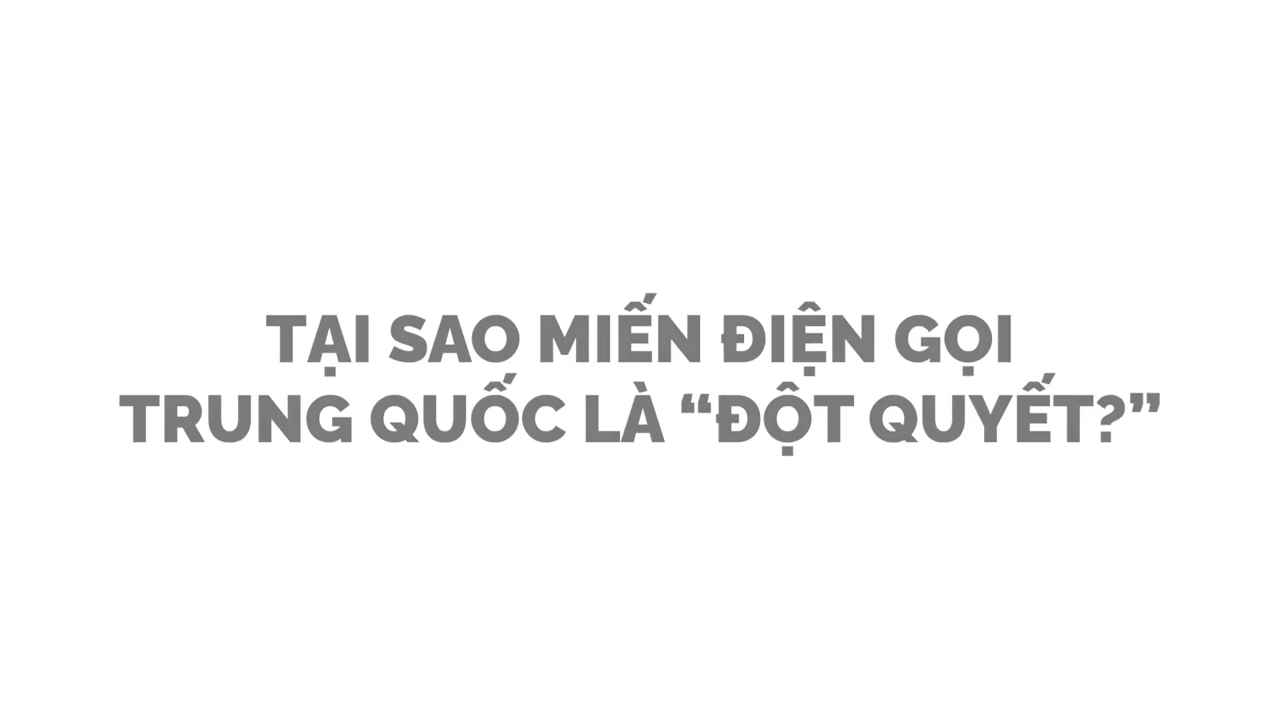 TẠI SAO MIẾN ĐIỆN GỌI
TRUNG QUỐC LÀ “ĐỘT QUYẾT?”